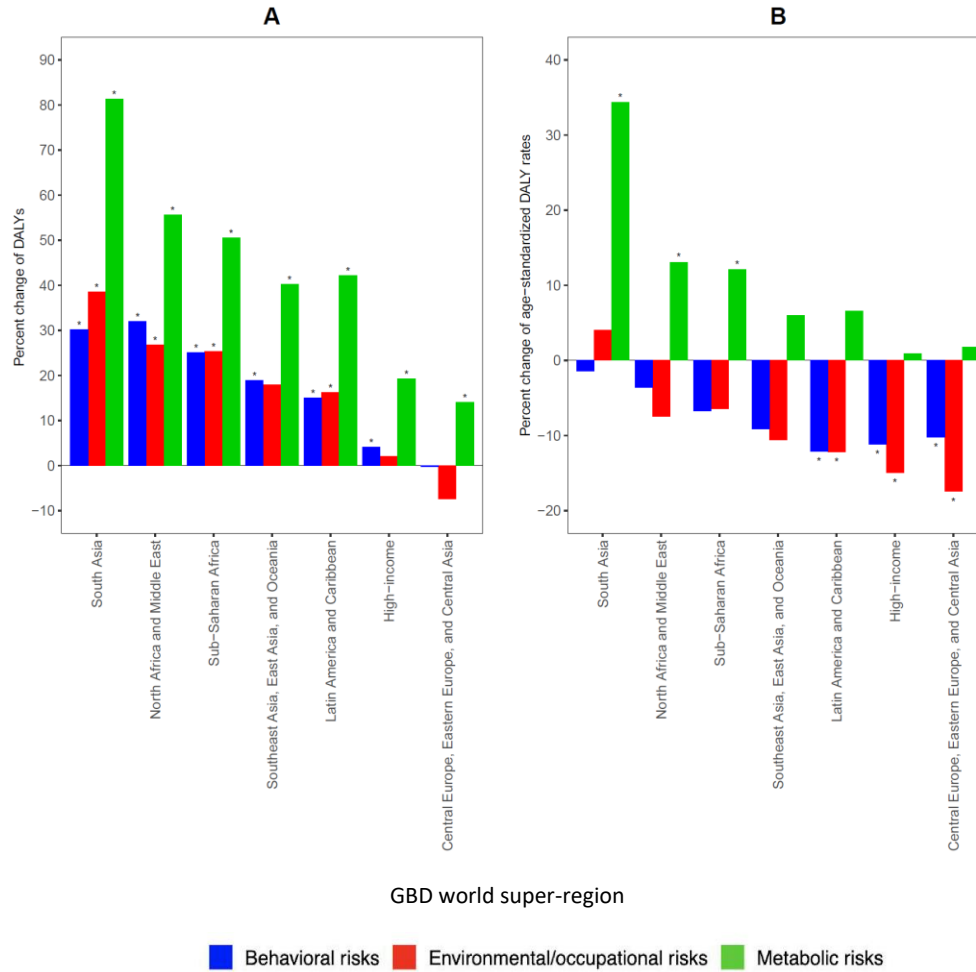 A
B
Percent change of DALYs
90
80
70
60
50
40
30
20
10
0
−10
* * * * * * * * * * * * * * * * *
South Asia
North Africa and Middle East
Sub−Saharan Africa
Southeast Asia, East Asia, and Oceania
Latin America and Caribbean
High−income
Central Europe, Eastern Europe, and Central Asia
Percent change of age−standardized DALY rates
40
30
20
10
0
−10
−20
* * * * * * * * *
South Asia
North Africa and Middle East
Sub−Saharan Africa
Southeast Asia, East Asia, and Oceania
Latin America and Caribbean
High−income
Central Europe, Eastern Europe, and Central Asia
GBD world super-region
Behavioral risks
Environmental/occupational risks
Metabolic risks